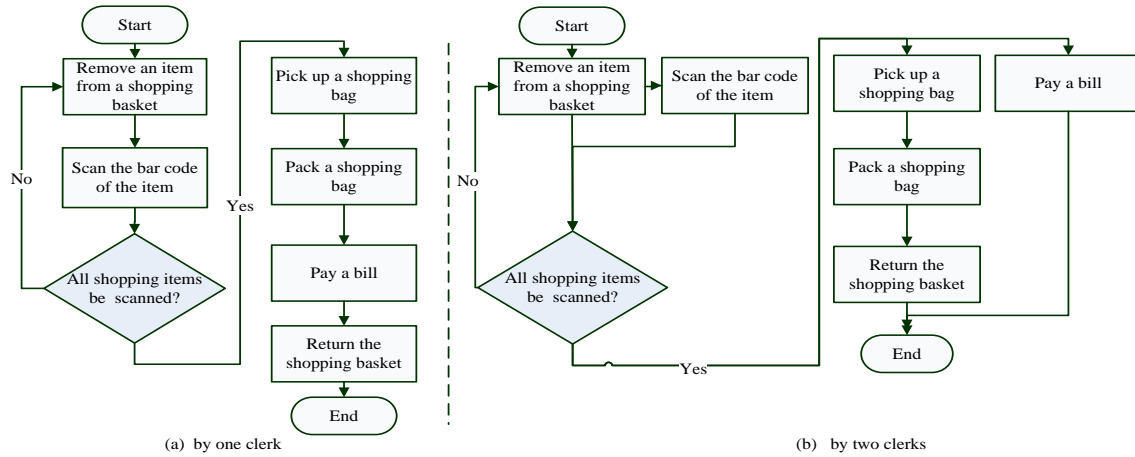 Start
Remove an item
from a shopping
basket
Scan the bar code
of the item
No
All shopping items
be scanned?
Yes
Pick up a shopping
bag
Pack a shopping
bag
Pay a bill
Return the
shopping basket
End
(a) by one clerk
Start
Remove an item
from a shopping
basket
Scan the bar code
of the item
No
All shopping items
be scanned?
Yes
Pick up a
shopping bag
Pack a shopping
bag
Return the
shopping basket
Pay a bill
End
(b) by two clerks